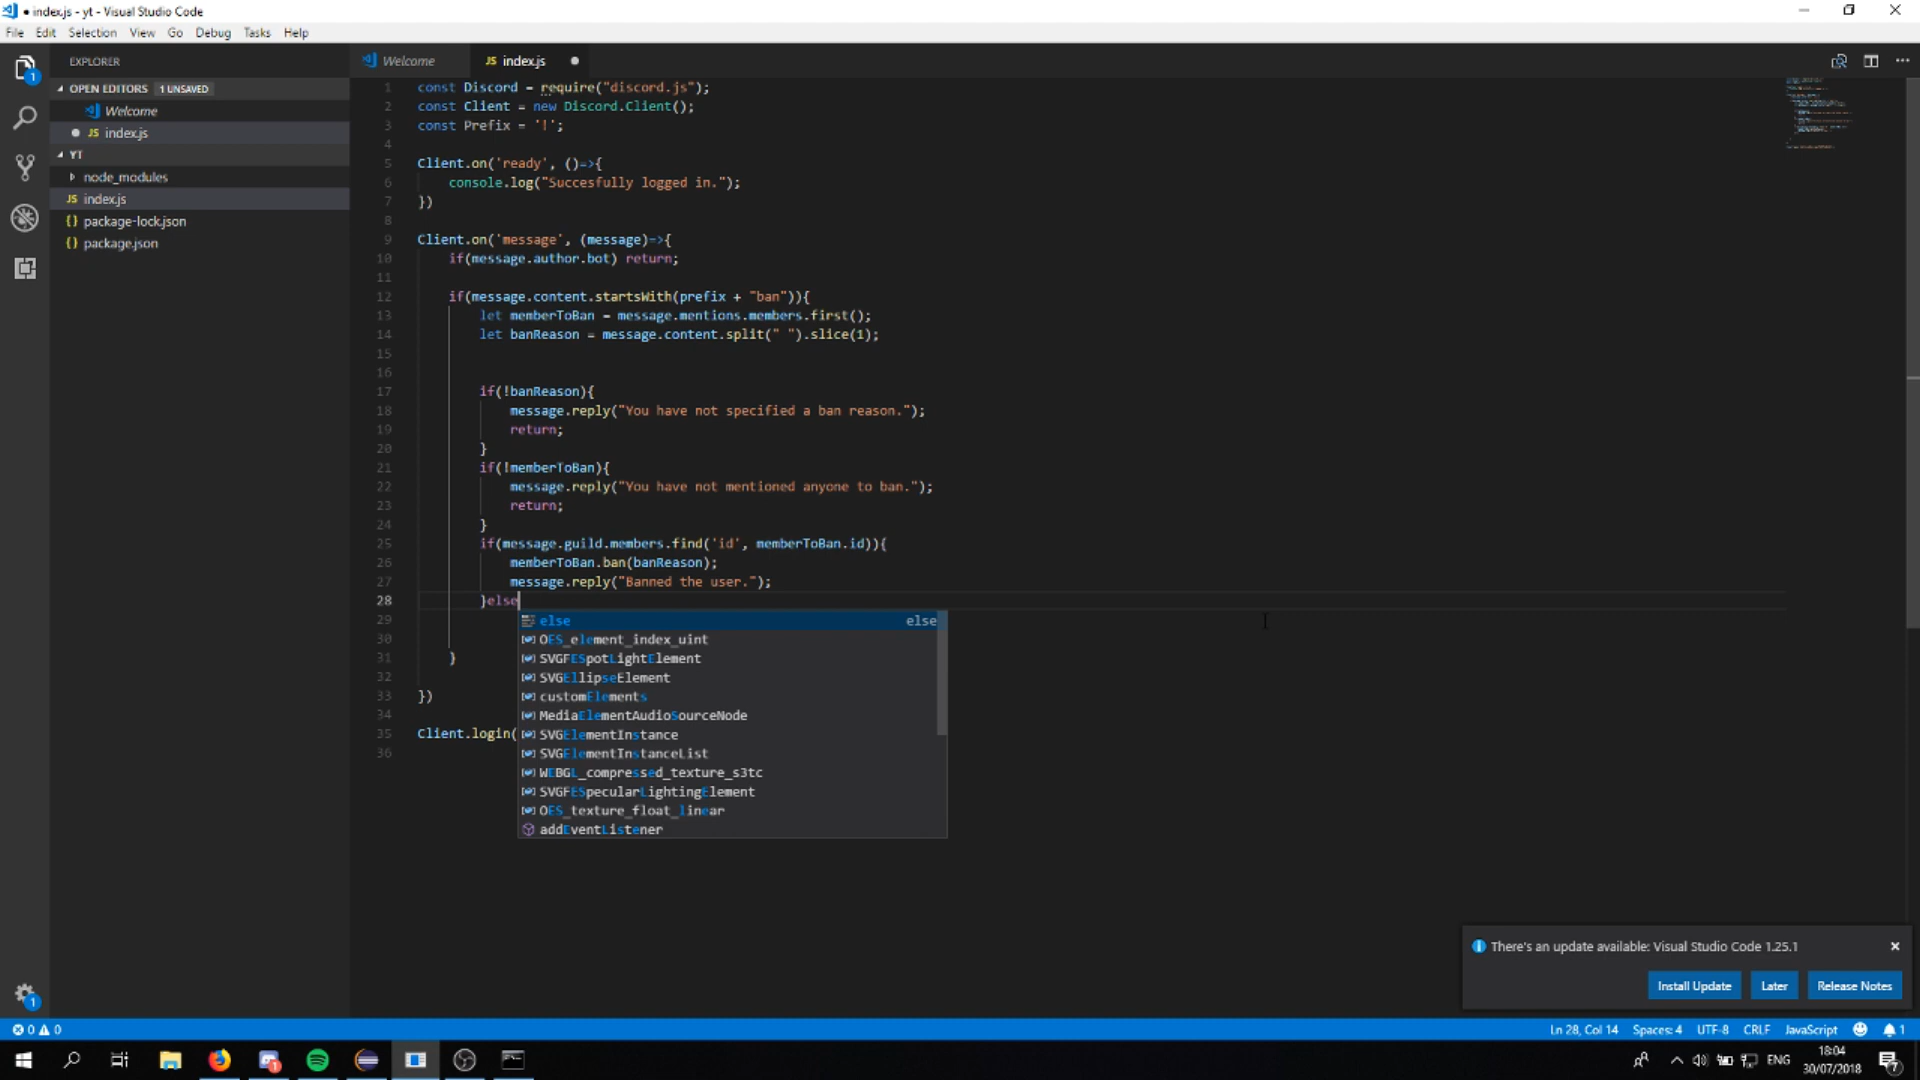 index.js - yt - Visual Studio Code
File Edit Selection View Go Debug Tasks Help
EXPLORER
OPEN EDITORS 1 UNSAVED
Welcome
JS index.js
YT
node_modules
JS index.js
{} package-lock.json
{} package.json
1
1
Welcome
JS index.js
1 const Discord = require("discord.js");
2 const Client = new Discord.Client();
3 const Prefix = '!';
4
5 Client.on('ready', ()=>{
6 console.log("Succesfully logged in.");
7 })
8
9 Client.on('message', (message)=>{
10 if(message.author.bot) return;
11
12 if(message.content.startsWith(prefix + "ban")){
13 let memberToBan = message.mentions.members.first();
14 let banReason = message.content.split(" ").slice(1);
15
16
17 if(!banReason){
18 message.reply("You have not specified a ban reason.");
19 return;
20 }
21 if(!memberToBan){
22 message.reply("You have not mentioned anyone to ban.");
23 return;
24 }
25 if(message.guild.members.find('id', memberToBan.id)){
26 memberToBan.ban(banReason);
27 message.reply("Banned the user.");
28 }else
29
30
31 }
32
33 })
34
35 Client.login(
36
else else
OES_element_index_uint
SVGFESpotLightElement
SVGEllipseElement
customElements
MediaElementAudioSourceNode
SVGElementInstance
SVGElementInstanceList
WEBGL_compressed_texture_s3tc
SVGFESpecularLightingElement
OES_texture_float_linear
addEventListener
There's an update available: Visual Studio Code 1.25.1
Install Update Later Release Notes
0 0
Ln 28, Col 14 Spaces: 4 UTF-8 CRLF JavaScript 1
ENG
18:04
30/07/2018
7